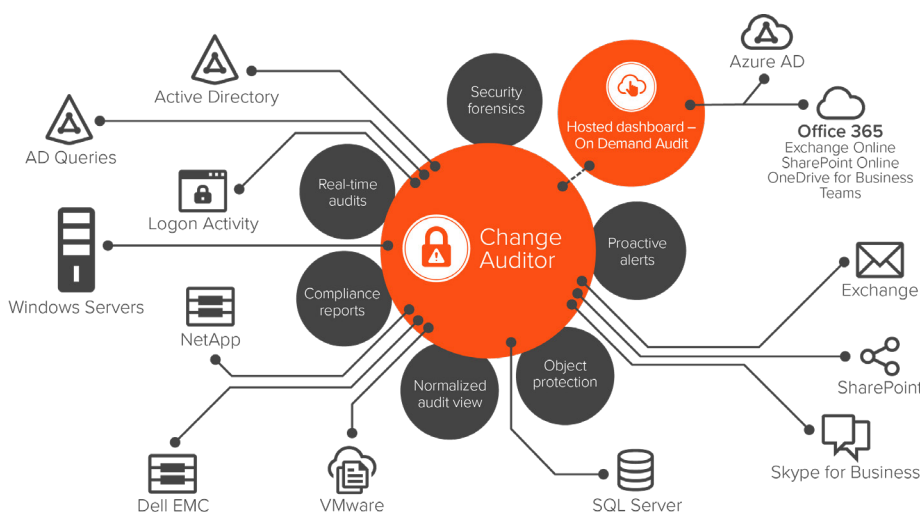 Active Directory
AD Queries
Logon Activity
Windows Servers
NetApp
Dell EMC
VMware
SQL Server
Security
forensics
Real-time
audits
Compliance
reports
Normalized
audit view
Object
protection
Proactive
alerts
Change
Auditor
Hosted dashboard –
On Demand Audit
Azure AD
Office 365
Exchange Online
SharePoint Online
OneDrive for Business
Teams
Exchange
SharePoint
Skype for Business